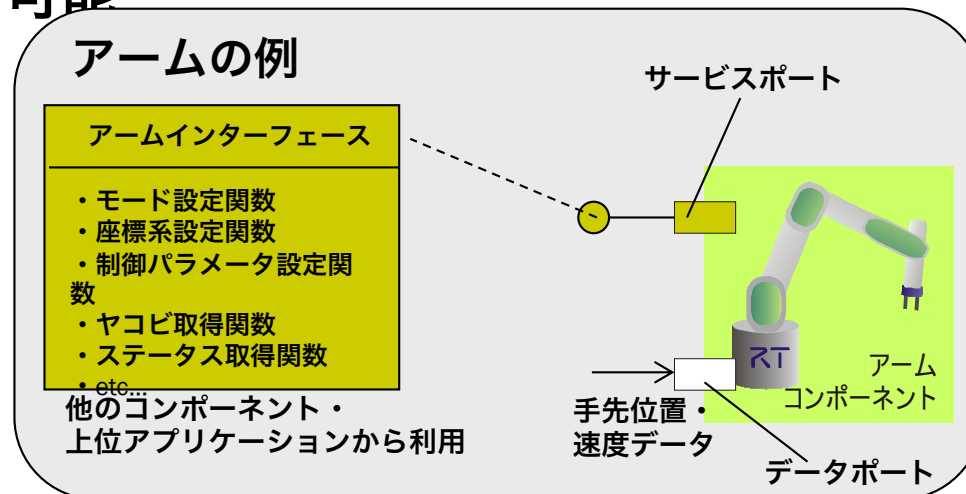 可能
アームの例
サービスポート
アームインターフェース
・モード設定関数
・座標系設定関数
・制御パラメータ設定関
数
・ヤコビ取得関数
・ステータス取得関数
・etc...
他のコンポーネント・
上位アプリケーションから利用
RT
アーム
コンポーネント
手先位置・
速度データ
データポート